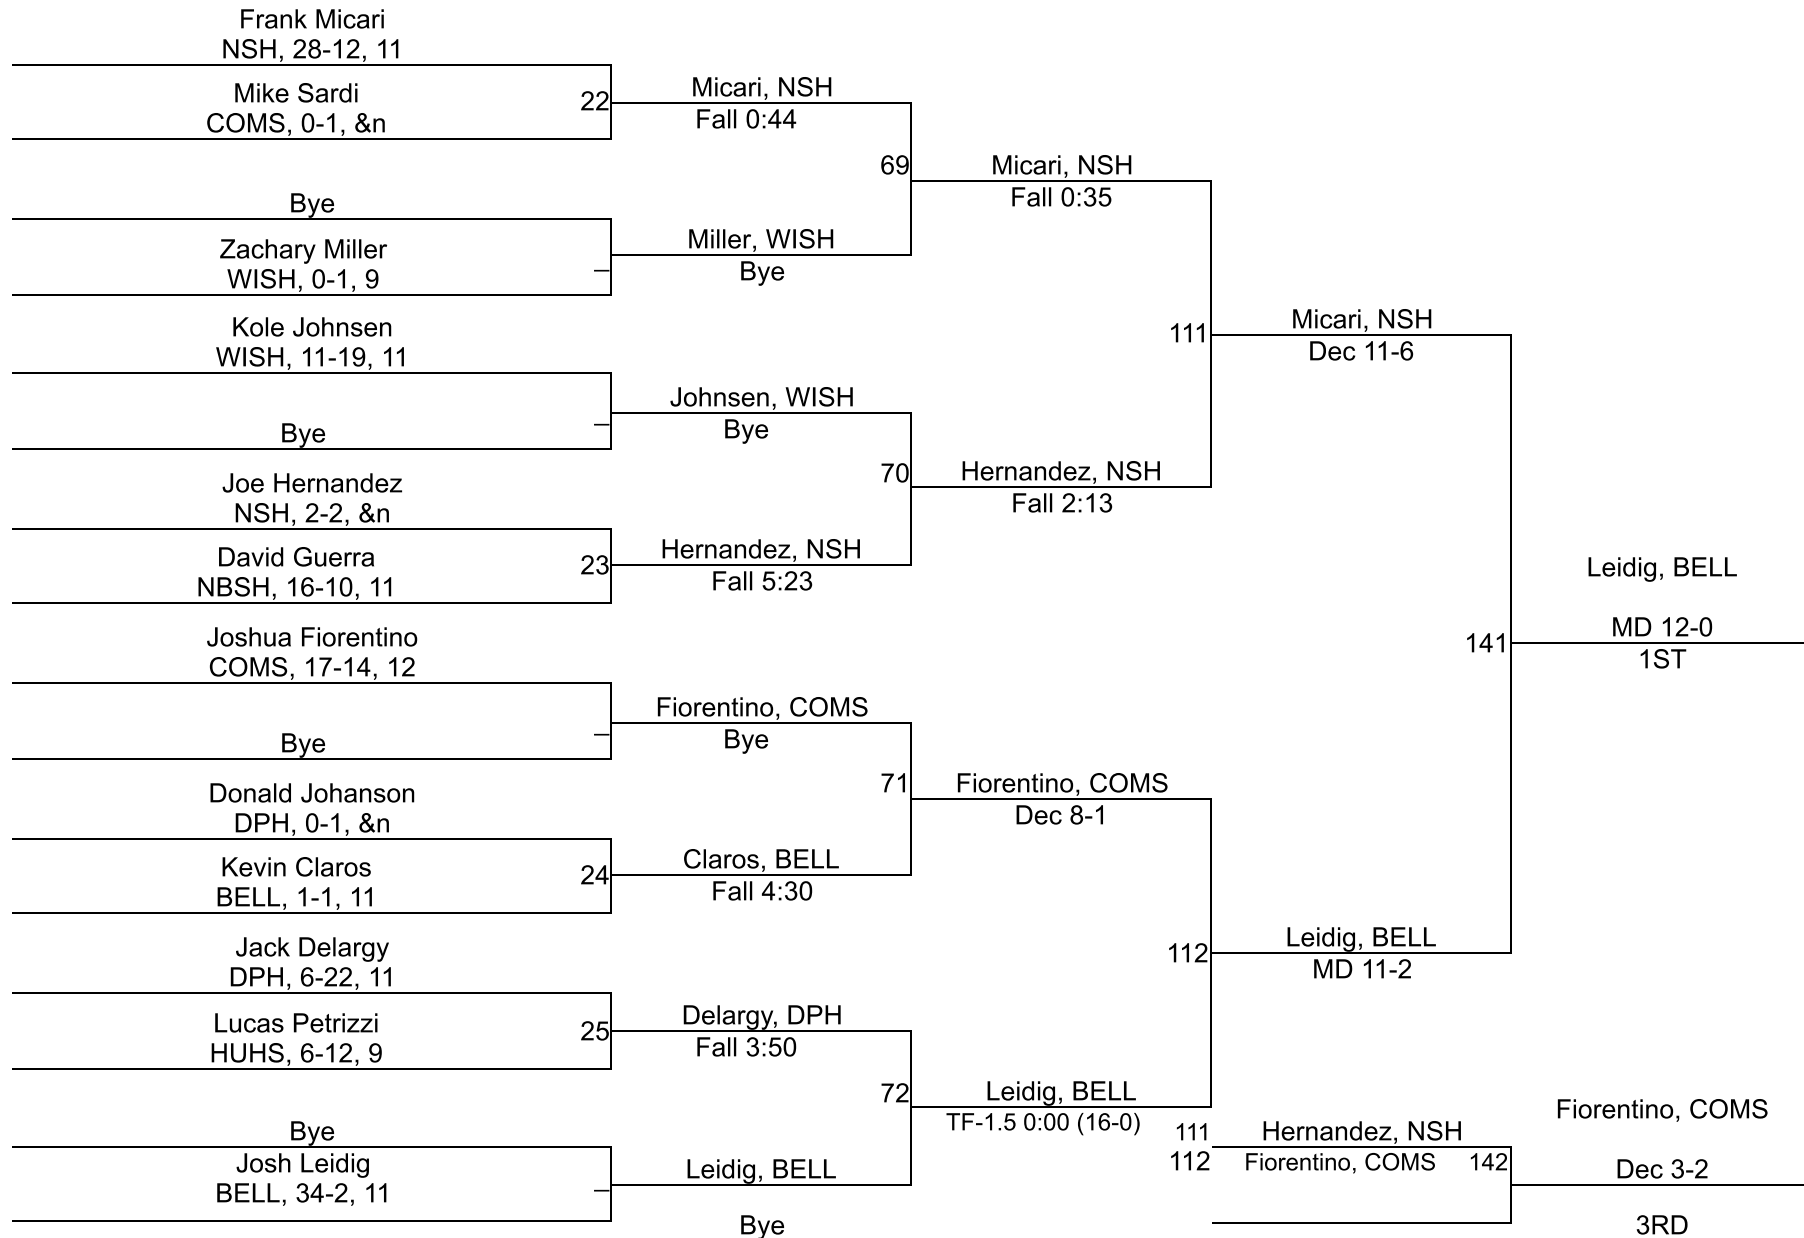 Frank Micari
NSH, 28-12, 11
Mike Sardi
COMS, 0-1, &n
22
Micari, NSH
Fall 0:44
69
Micari, NSH
Fall 0:35
Bye
Zachary Miller
WISH, 0-1, 9
–
Miller, WISH
Bye
Kole Johnsen
WISH, 11-19, 11
111
Micari, NSH
Dec 11-6
Johnsen, WISH
Bye
Bye
–
70
Hernandez, NSH
Fall 2:13
Joe Hernandez
NSH, 2-2, &n
David Guerra
NBSH, 16-10, 11
23
Hernandez, NSH
Fall 5:23
Leidig, BELL
141
MD 12-0
1ST
Joshua Fiorentino
COMS, 17-14, 12
Fiorentino, COMS
Bye
Bye
–
71
Fiorentino, COMS
Dec 8-1
Donald Johanson
DPH, 0-1, &n
Kevin Claros
BELL, 1-1, 11
24
Claros, BELL
Fall 4:30
Jack Delargy
DPH, 6-22, 11
112
Leidig, BELL
MD 11-2
Lucas Petrizzi
HUHS, 6-12, 9
25
Delargy, DPH
Fall 3:50
72
Leidig, BELL
TF-1.5 0:00 (16-0)
Bye
Josh Leidig
BELL, 34-2, 11
–
Leidig, BELL
Bye
111
Hernandez, NSH
112
Fiorentino, COMS
142
Fiorentino, COMS
Dec 3-2
3RD